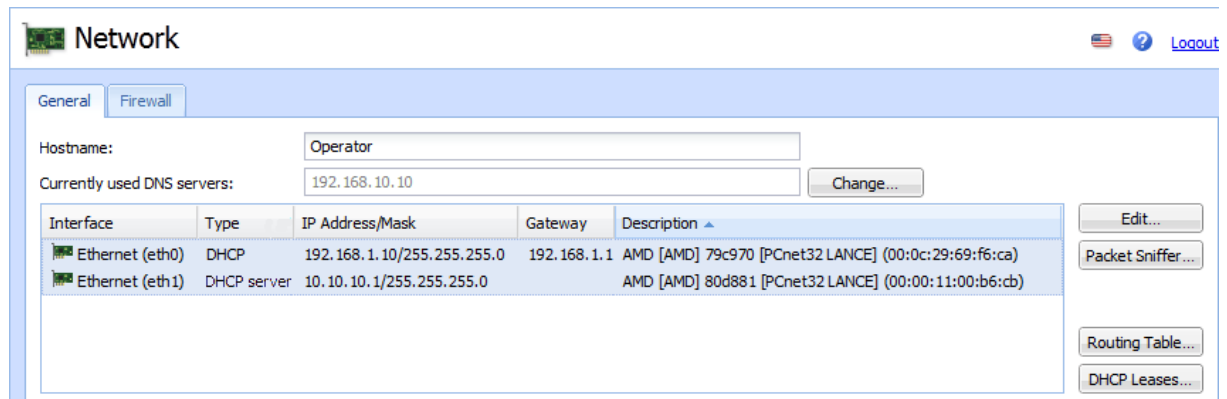 Network
Logout
General Firewall
Hostname: Operator
Currently used DNS servers: 192.168.10.10 Change...
Interface Type IP Address/Mask Gateway Description
Ethernet (eth0) DHCP 192.168.1.10/255.255.255.0 192.168.1.1 AMD [AMD] 79c970 [PCnet32 LANCE] (00:0c:29:69:f6:ca)
Ethernet (eth1) DHCP server 10.10.10.1/255.255.255.0 AMD [AMD] 80d881 [PCnet32 LANCE] (00:00:11:00:b6:cb)
Edit...
Packet Sniffer...
Routing Table...
DHCP Leases...